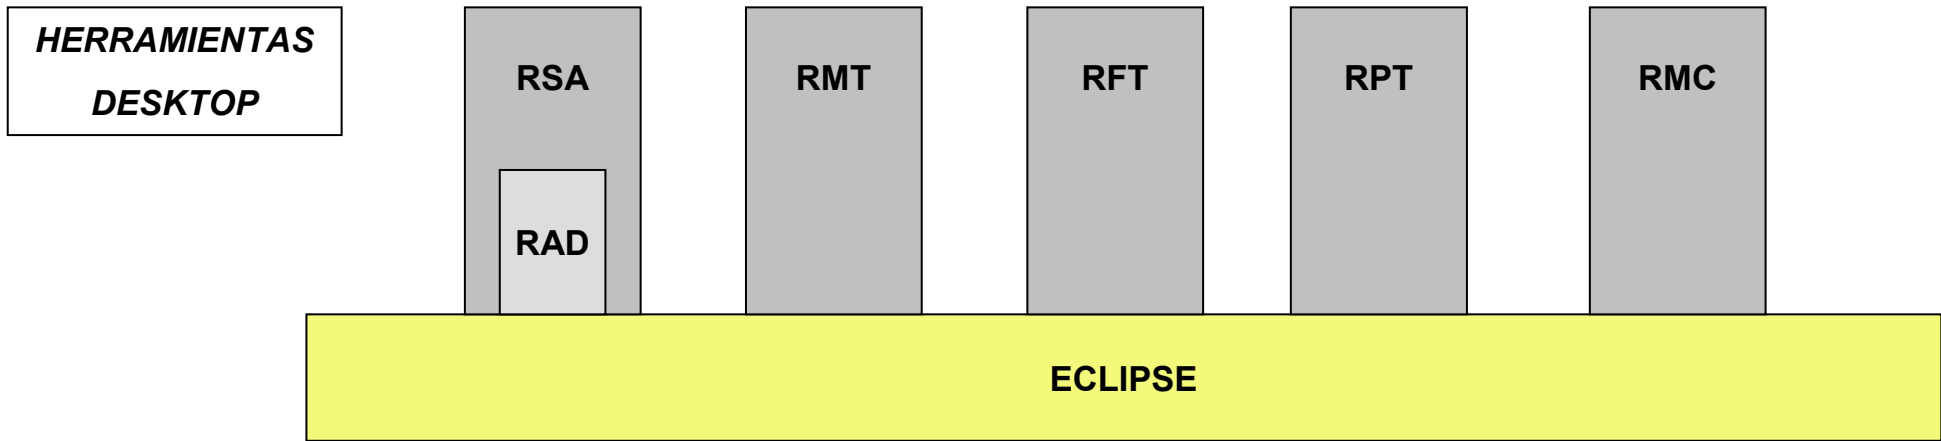 HERRAMIENTAS
DESKTOP
RSA
RMT
RFT
RPT
RMC
RAD
ECLIPSE